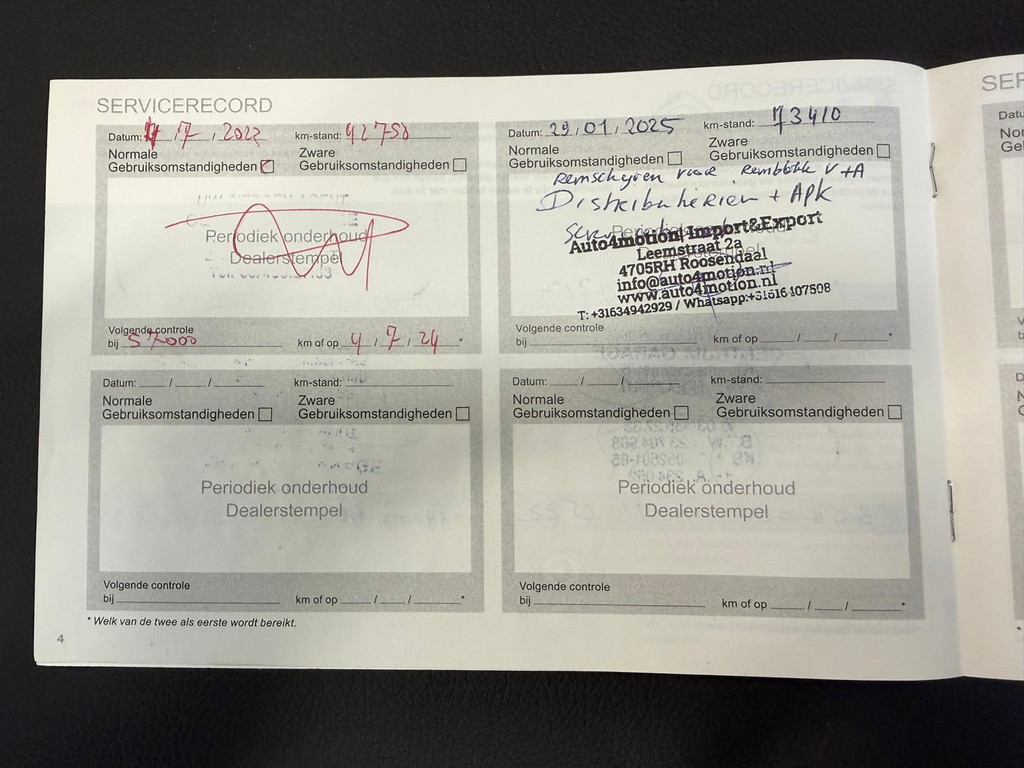 SERVICERECORD
Datum: 4 / 7 / 2023 km-stand: 42750
Normale Zware
Gebruiksomstandigheden Gebruiksomstandigheden
Periodiek onderhoud
Dealerstempel
Volgende controle
bij 57000 km of op 4 / 7 / 24 *
Datum: 29 / 01 / 2025 km-stand: 73410
Normale Zware
Gebruiksomstandigheden Gebruiksomstandigheden
Remschyven voor Remblokk V+A
Distributieriem + Apk
Auto4motion, Import&Export
Leemstraat 2a
4705RH Roosendaal
info@auto4motion.nl
www.auto4motion.nl
T: +31634942929 / Whatsapp:+31616407508
Volgende controle
bij km of op / / *
Datum: / / km-stand:
Normale Zware
Gebruiksomstandigheden Gebruiksomstandigheden
Periodiek onderhoud
Dealerstempel
Volgende controle
bij km of op / / *
Datum: / / km-stand:
Normale Zware
Gebruiksomstandigheden Gebruiksomstandigheden
Periodiek onderhoud
Dealerstempel
Volgende controle
bij km of op / / *
* Welk van de twee als eerste wordt bereikt.
4